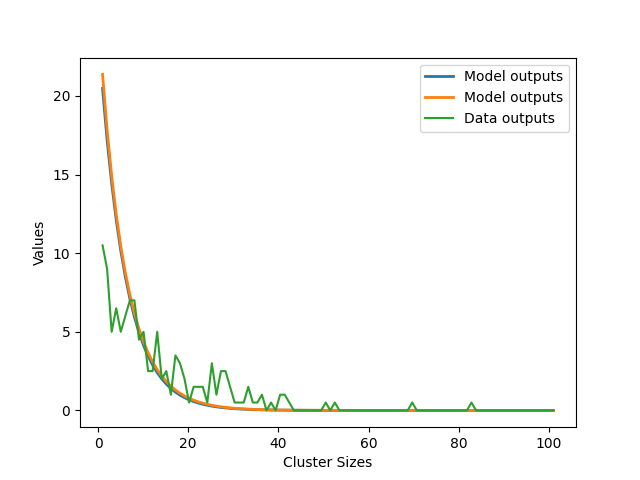 Model outputs
Model outputs
Data outputs
20
15
10
5
0
Values
0 20 40 60 80 100
Cluster Sizes